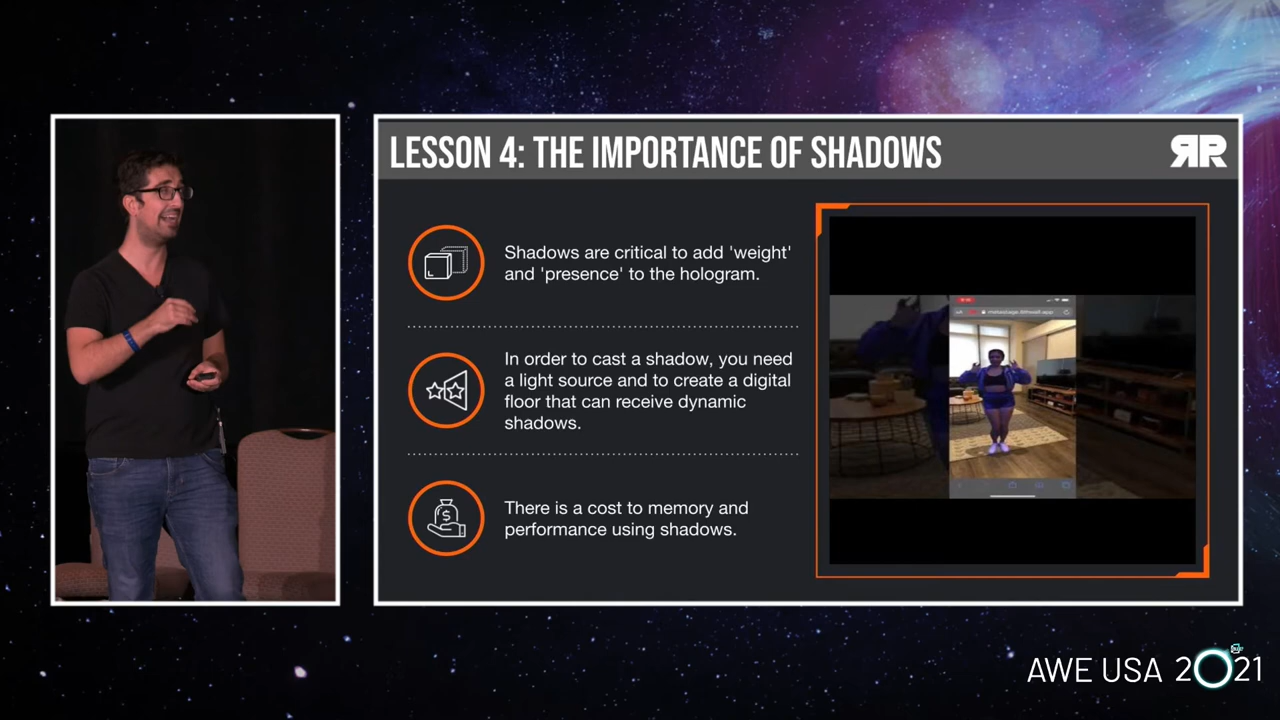 LESSON 4: THE IMPORTANCE OF SHADOWS
RR
Shadows are critical to add 'weight'
and 'presence' to the hologram.
In order to cast a shadow, you need
a light source and to create a digital
floor that can receive dynamic
shadows.
There is a cost to memory and
performance using shadows.
$
AWE USA 2021